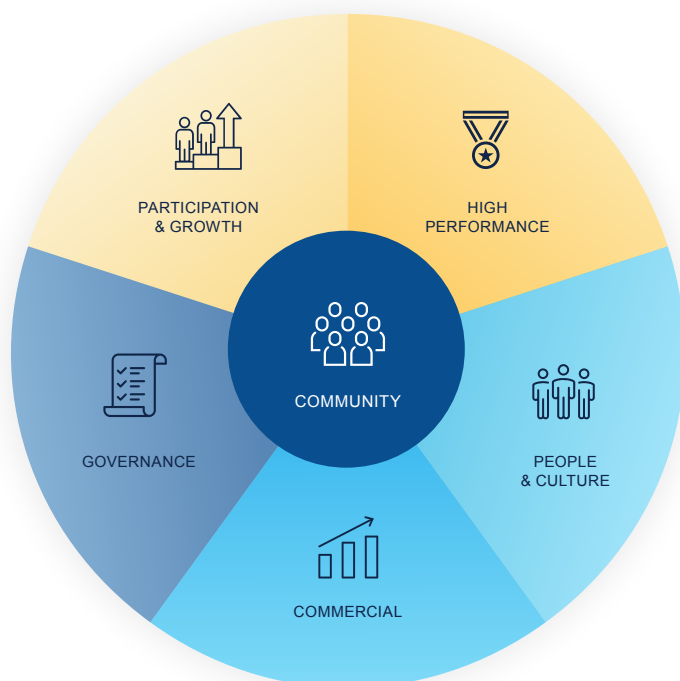 PARTICIPATION
& GROWTH
HIGH
PERFORMANCE
COMMUNITY
GOVERNANCE
PEOPLE
& CULTURE
COMMERCIAL